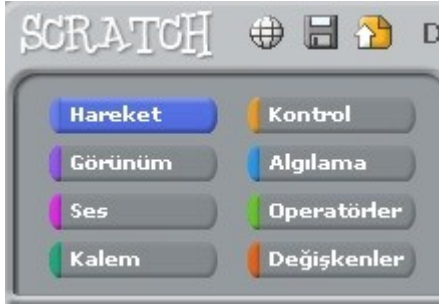 SCRATCH D
Hareket Kontrol
Görünüm Algılama
Ses Operatörler
Kalem Değişkenler